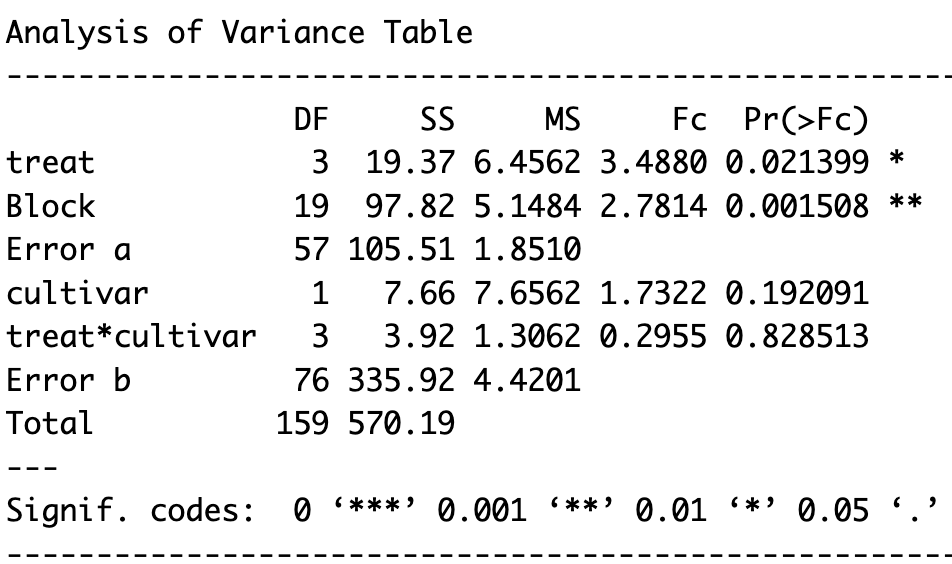 Analysis of Variance Table
------------------------------------------------------------------------
                DF     SS     MS     Fc  Pr(>Fc)
treat            3  19.37 6.4562 3.4880 0.021399 *
Block           19  97.82 5.1484 2.7814 0.001508 **
Error a         57 105.51 1.8510
cultivar         1   7.66 7.6562 1.7322 0.192091
treat*cultivar   3   3.92 1.3062 0.2955 0.828513
Error b         76 335.92 4.4201
Total          159 570.19
---
Signif. codes:  0 ‘***’ 0.001 ‘**’ 0.01 ‘*’ 0.05 ‘.’
------------------------------------------------------------------------